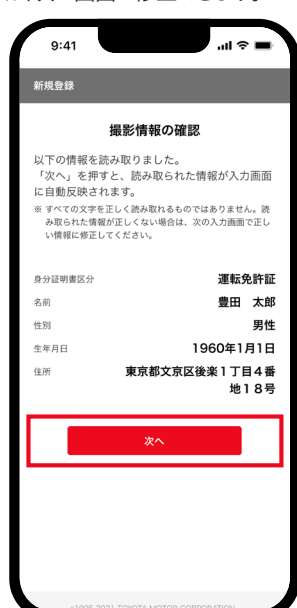 9:41
新規登録
撮影情報の確認
以下の情報を読み取りました。
「次へ」を押すと、読み取られた情報が入力画面
に自動反映されます。
※ すべての文字を正しく読み取れるものではありません。読
み取られた情報が正しくない場合は、次の入力画面で正し
い情報に修正してください。
身分証明書区分 運転免許証
名前 豊田 太郎
性別 男性
生年月日 1960年1月1日
住所 東京都文京区後楽1丁目4番
地18号
次へ